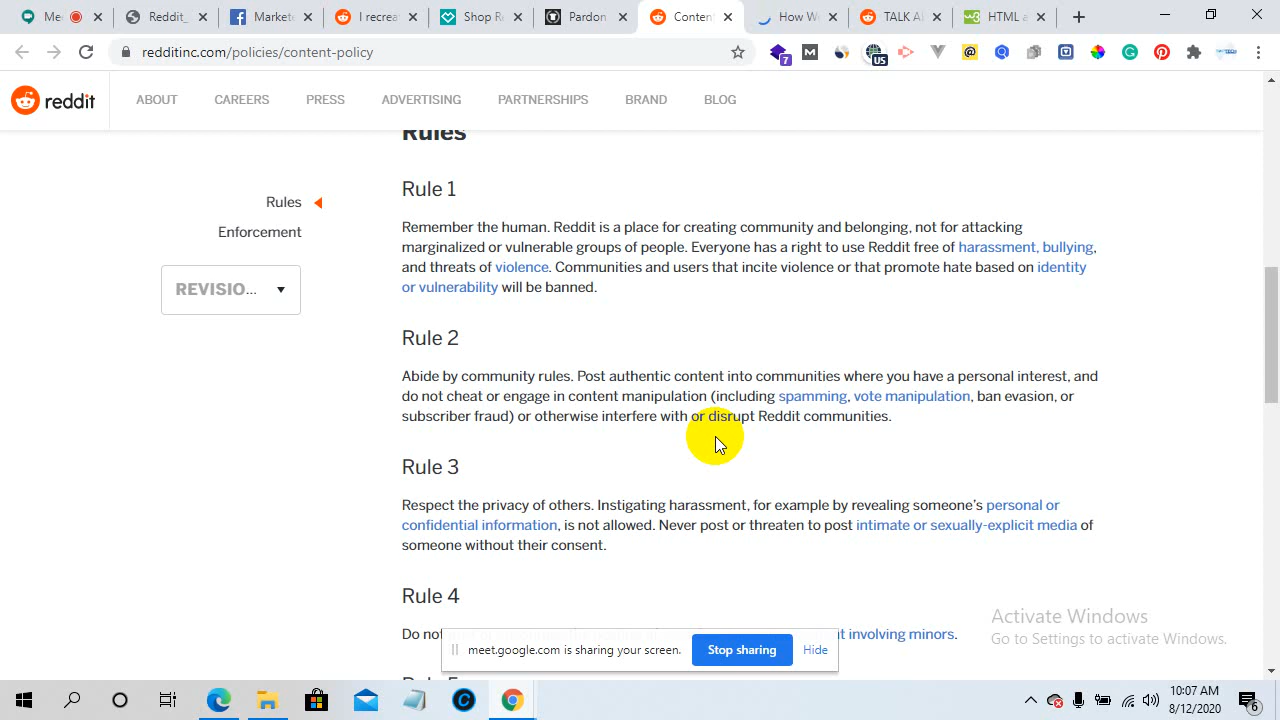 Me
Reddit_
Markete
I recres
Shop R
Pardon
Conten
How We
TALK AI
HTML a
redditinc.com/policies/content-policy
7
M
US
reddit
ABOUT
CAREERS
PRESS
ADVERTISING
PARTNERSHIPS
BRAND
BLOG
Rules
Rules
Enforcement
REVISIO...
Rule 1
Remember the human. Reddit is a place for creating community and belonging, not for attacking
marginalized or vulnerable groups of people. Everyone has a right to use Reddit free of harassment, bullying,
and threats of violence. Communities and users that incite violence or that promote hate based on identity
or vulnerability will be banned.
Rule 2
Abide by community rules. Post authentic content into communities where you have a personal interest, and
do not cheat or engage in content manipulation (including spamming, vote manipulation, ban evasion, or
subscriber fraud) or otherwise interfere with or disrupt Reddit communities.
Rule 3
Respect the privacy of others. Instigating harassment, for example by revealing someone's personal or
confidential information, is not allowed. Never post or threaten to post intimate or sexually-explicit media of
someone without their consent.
Rule 4
Do not
involving minors.
meet.google.com is sharing your screen.
Stop sharing
Hide
Activate Windows
Go to Settings to activate Windows.
10:07 AM
8/12/2020
6